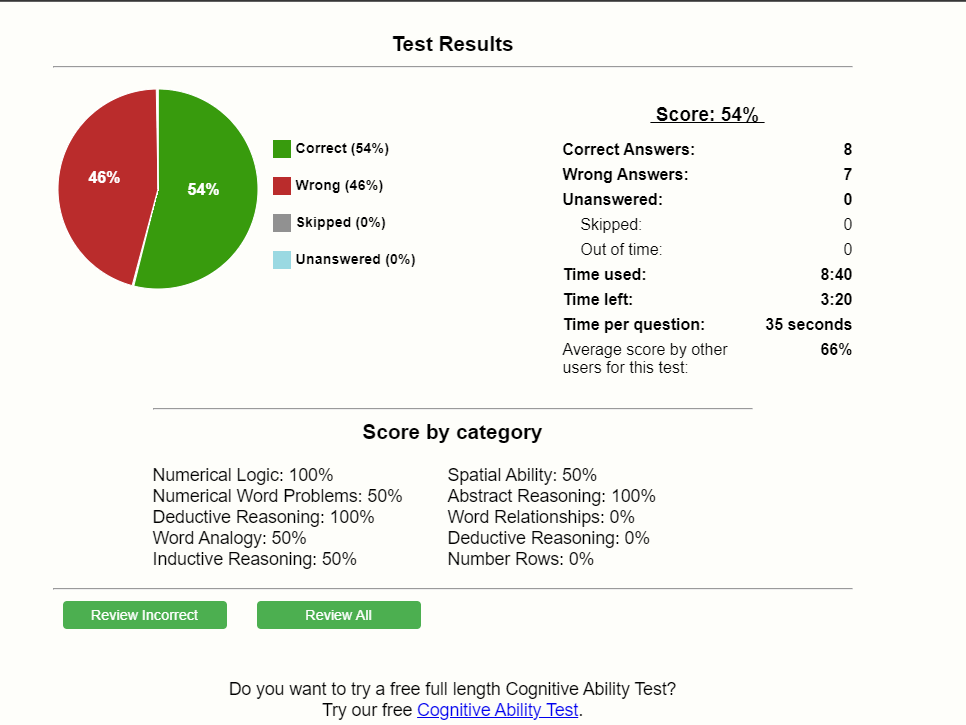 Test Results
46%
54%
Correct (54%)
Wrong (46%)
Skipped (0%)
Unanswered (0%)
Score: 54%
Correct Answers: 8
Wrong Answers: 7
Unanswered: 0
Skipped: 0
Out of time: 0
Time used: 8:40
Time left: 3:20
Time per question: 35 seconds
Average score by other 66%
users for this test:
Score by category
Numerical Logic: 100%
Numerical Word Problems: 50%
Deductive Reasoning: 100%
Word Analogy: 50%
Inductive Reasoning: 50%
Spatial Ability: 50%
Abstract Reasoning: 100%
Word Relationships: 0%
Deductive Reasoning: 0%
Number Rows: 0%
Review Incorrect
Review All
Do you want to try a free full length Cognitive Ability Test?
Try our free Cognitive Ability Test.